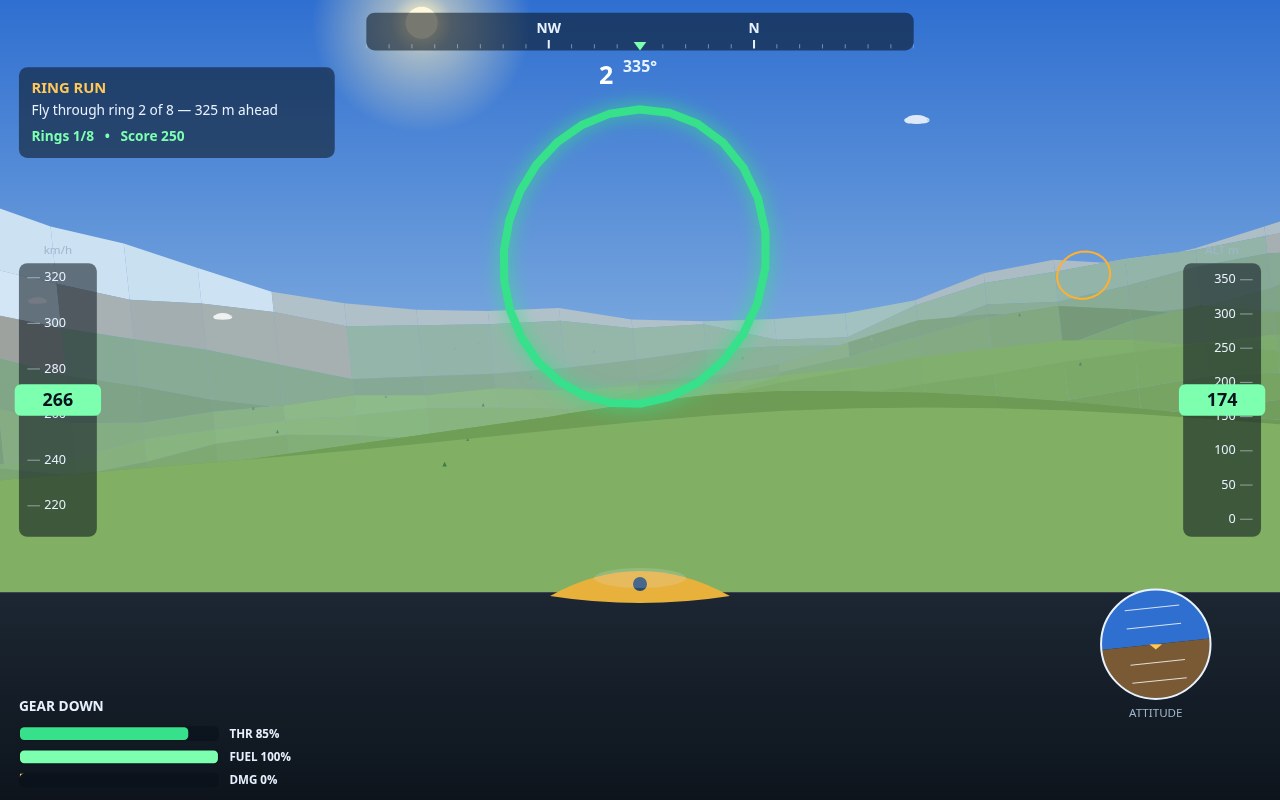 NW N
335°
2
RING RUN
Fly through ring 2 of 8 — 325 m ahead
Rings 1/8 • Score 250
km/h
320
300
280
266
240
220
350
300
250
200
174
150
100
50
0
ATTITUDE
GEAR DOWN
THR 85%
FUEL 100%
DMG 0%